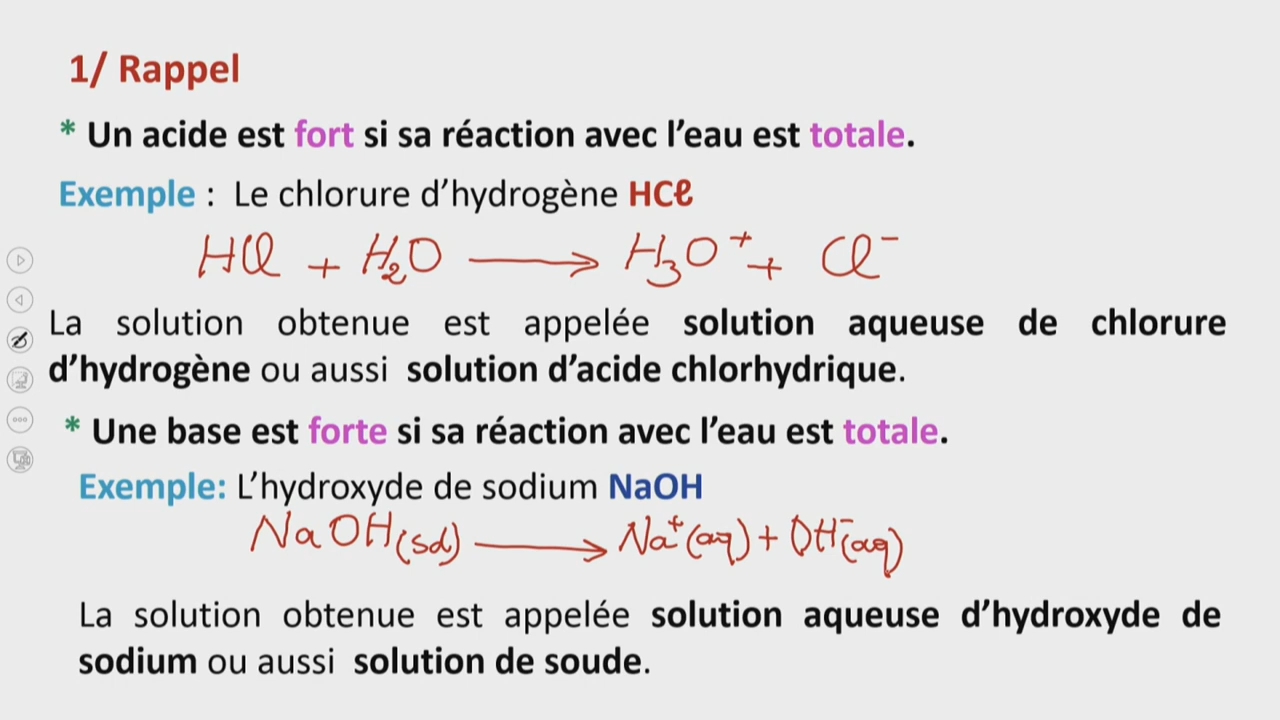 1/ Rappel
* Un acide est fort si sa réaction avec l’eau est totale.
Exemple : Le chlorure d’hydrogène HCℓ
HCl + H₂O ⟶ H₃O⁺ + Cl⁻
La solution obtenue est appelée solution aqueuse de chlorure
d’hydrogène ou aussi solution d’acide chlorhydrique.
* Une base est forte si sa réaction avec l’eau est totale.
Exemple: L’hydroxyde de sodium NaOH
NaOH(sd) ⟶ Na⁺(aq) + OH⁻(aq)
La solution obtenue est appelée solution aqueuse d’hydroxyde de
sodium ou aussi solution de soude.